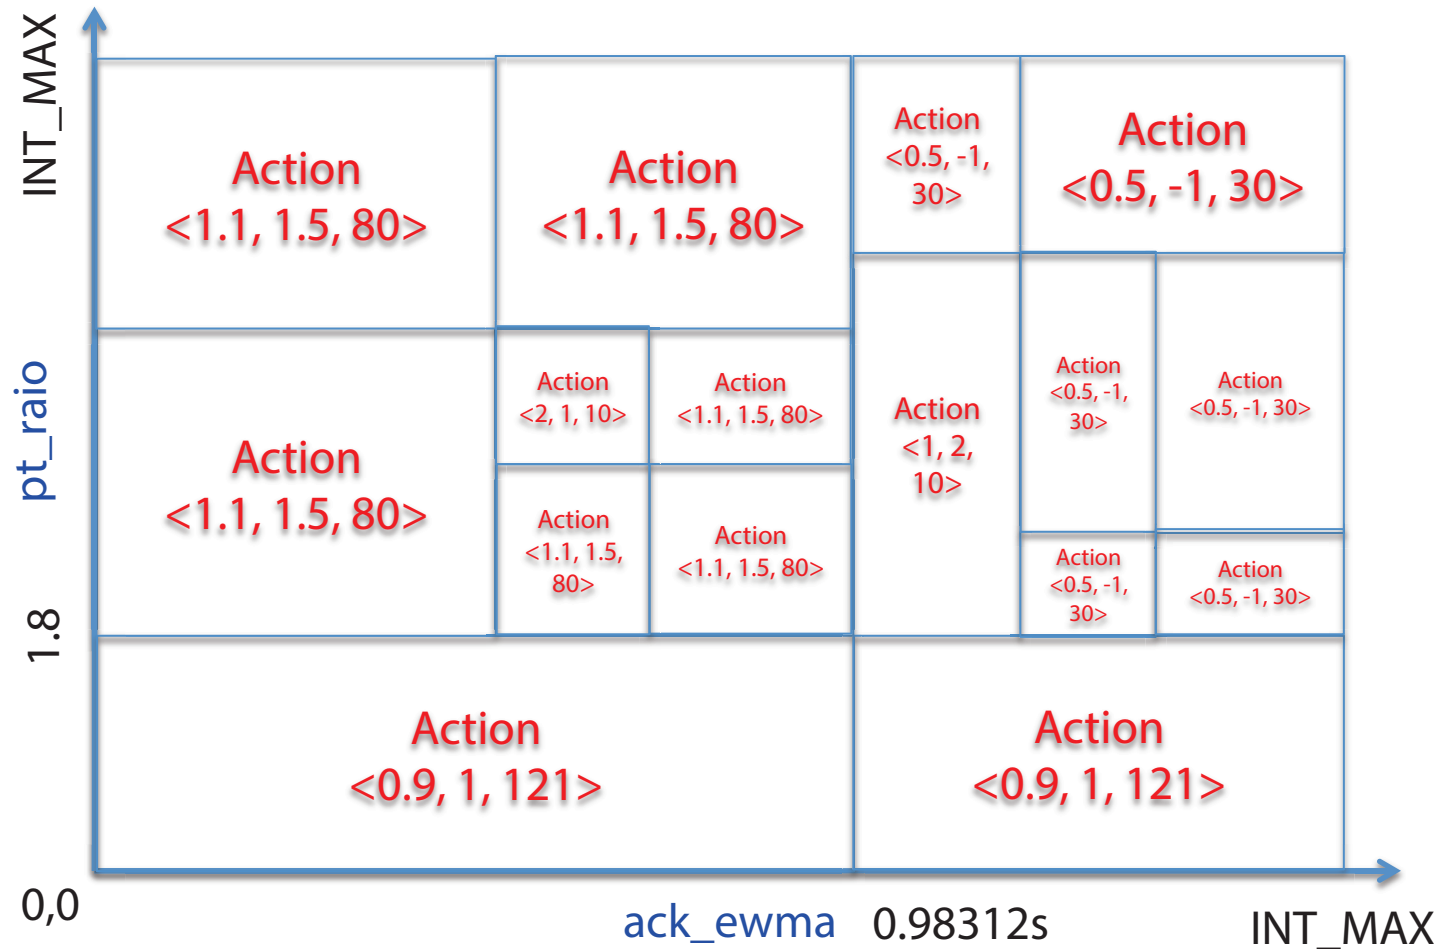 INT_MAX
Action
<1.1, 1.5, 80>
Action
<1.1, 1.5, 80>
Action
<0.5, -1,
30>
Action
<0.5, -1, 30>
pt_raio
Action
<1.1, 1.5, 80>
Action
<2, 1, 10>
Action
<1.1, 1.5, 80>
Action
<1.1, 1.5,
80>
Action
<1.1, 1.5, 80>
Action
<1, 2,
10>
Action
<0.5, -1,
30>
Action
<0.5, -1, 30>
Action
<0.5, -1,
30>
Action
<0.5, -1, 30>
1.8
Action
<0.9, 1, 121>
Action
<0.9, 1, 121>
0,0
ack_ewma
0.98312s
INT_MAX